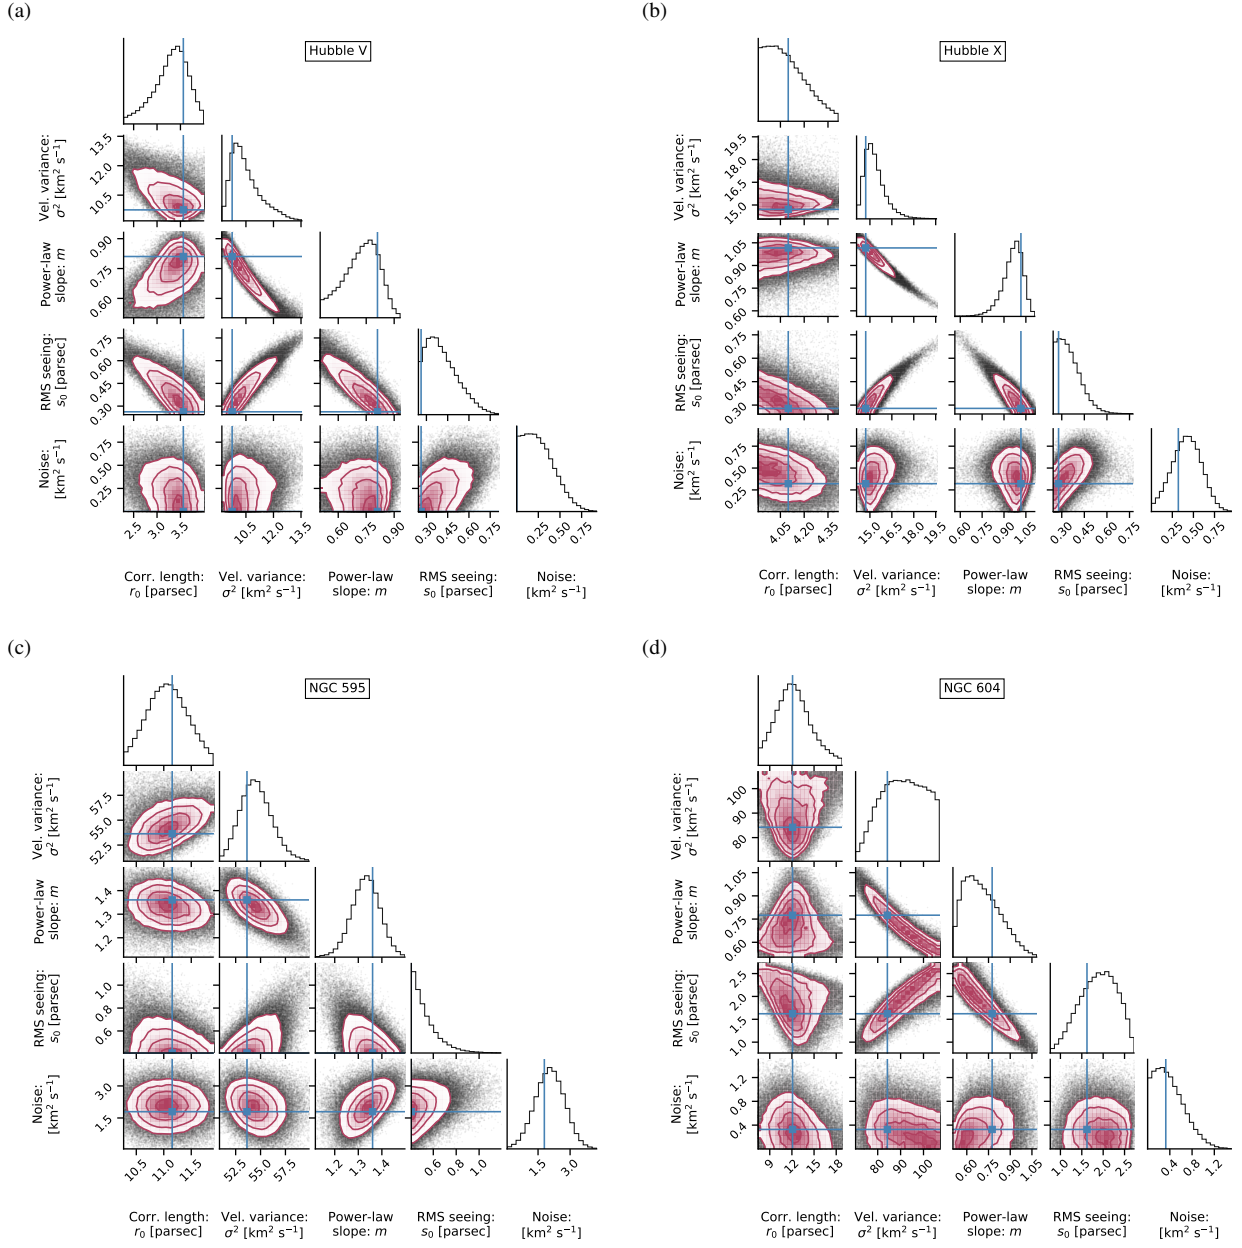 (a)
Hubble V
Vel. variance:
σ² [km² s⁻¹]
13.5
12.0
10.5
Power-law
slope: m
0.90
0.75
0.60
RMS seeing:
s₀ [parsec]
0.75
0.60
0.45
0.30
Noise:
[km² s⁻¹]
0.75
0.50
0.25
2.5 3.0 3.5
10.5 12.0 13.5
0.60 0.75 0.90
0.30 0.45 0.60 0.75
0.25 0.50 0.75
Corr. length:
r₀ [parsec]
Vel. variance:
σ² [km² s⁻¹]
Power-law
slope: m
RMS seeing:
s₀ [parsec]
Noise:
[km² s⁻¹]
(b)
Hubble X
Vel. variance:
σ² [km² s⁻¹]
19.5
18.0
16.5
15.0
Power-law
slope: m
1.05
0.90
0.75
0.60
RMS seeing:
s₀ [parsec]
0.75
0.60
0.45
0.30
Noise:
[km² s⁻¹]
0.75
0.50
0.25
4.05 4.20 4.35
15.0 16.5 18.0 19.5
0.60 0.75 0.90 1.05
0.30 0.45 0.60 0.75
0.25 0.50 0.75
Corr. length:
r₀ [parsec]
Vel. variance:
σ² [km² s⁻¹]
Power-law
slope: m
RMS seeing:
s₀ [parsec]
Noise:
[km² s⁻¹]
(c)
NGC 595
Vel. variance:
σ² [km² s⁻¹]
57.5
55.0
52.5
Power-law
slope: m
1.4
1.3
1.2
RMS seeing:
s₀ [parsec]
1.0
0.8
0.6
Noise:
[km² s⁻¹]
3.0
1.5
10.5 11.0 11.5
52.5 55.0 57.5
1.2 1.3 1.4
0.6 0.8 1.0
1.5 3.0
Corr. length:
r₀ [parsec]
Vel. variance:
σ² [km² s⁻¹]
Power-law
slope: m
RMS seeing:
s₀ [parsec]
Noise:
[km² s⁻¹]
(d)
NGC 604
Vel. variance:
σ² [km² s⁻¹]
100
90
80
Power-law
slope: m
1.05
0.90
0.75
0.60
RMS seeing:
s₀ [parsec]
2.5
2.0
1.5
1.0
Noise:
[km² s⁻¹]
1.2
0.8
0.4
9 12 15 18
80 90 100
0.60 0.75 0.90 1.05
1.0 1.5 2.0 2.5
0.4 0.8 1.2
Corr. length:
r₀ [parsec]
Vel. variance:
σ² [km² s⁻¹]
Power-law
slope: m
RMS seeing:
s₀ [parsec]
Noise:
[km² s⁻¹]